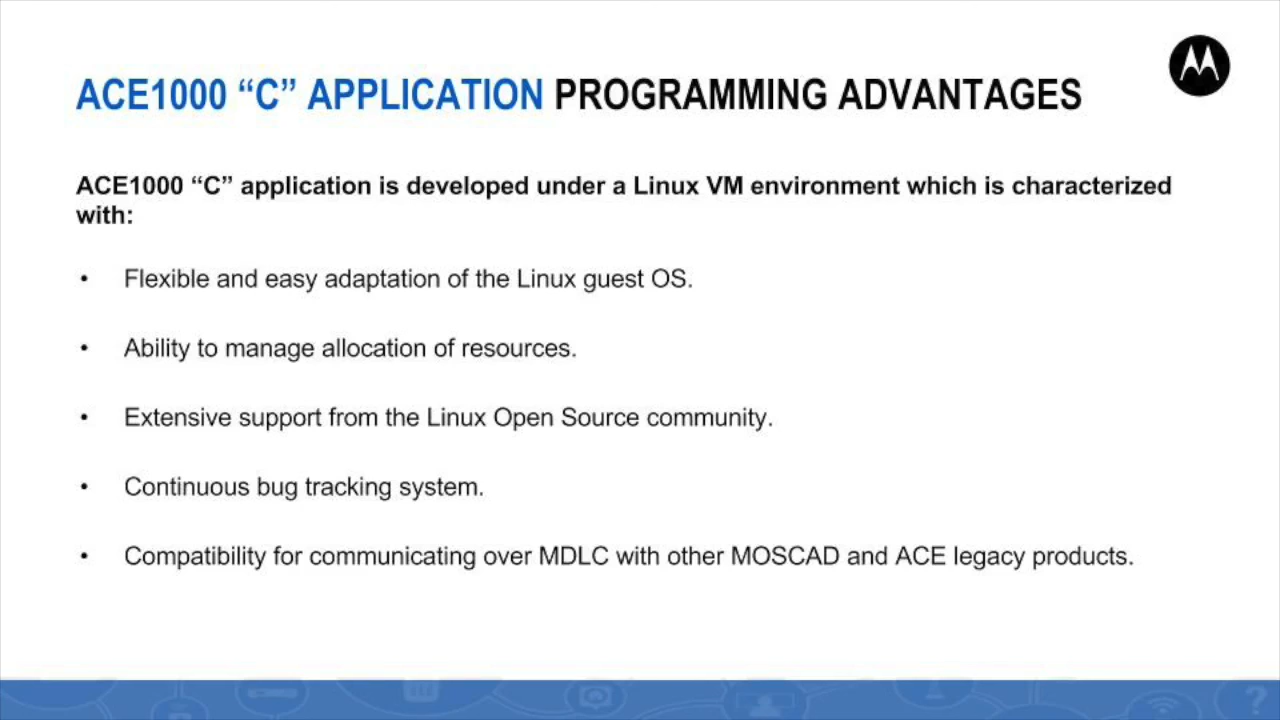 ACE1000 “C” APPLICATION PROGRAMMING ADVANTAGES
ACE1000 “C” application is developed under a Linux VM environment which is characterized
with:
• Flexible and easy adaptation of the Linux guest OS.
• Ability to manage allocation of resources.
• Extensive support from the Linux Open Source community.
• Continuous bug tracking system.
• Compatibility for communicating over MDLC with other MOSCAD and ACE legacy products.